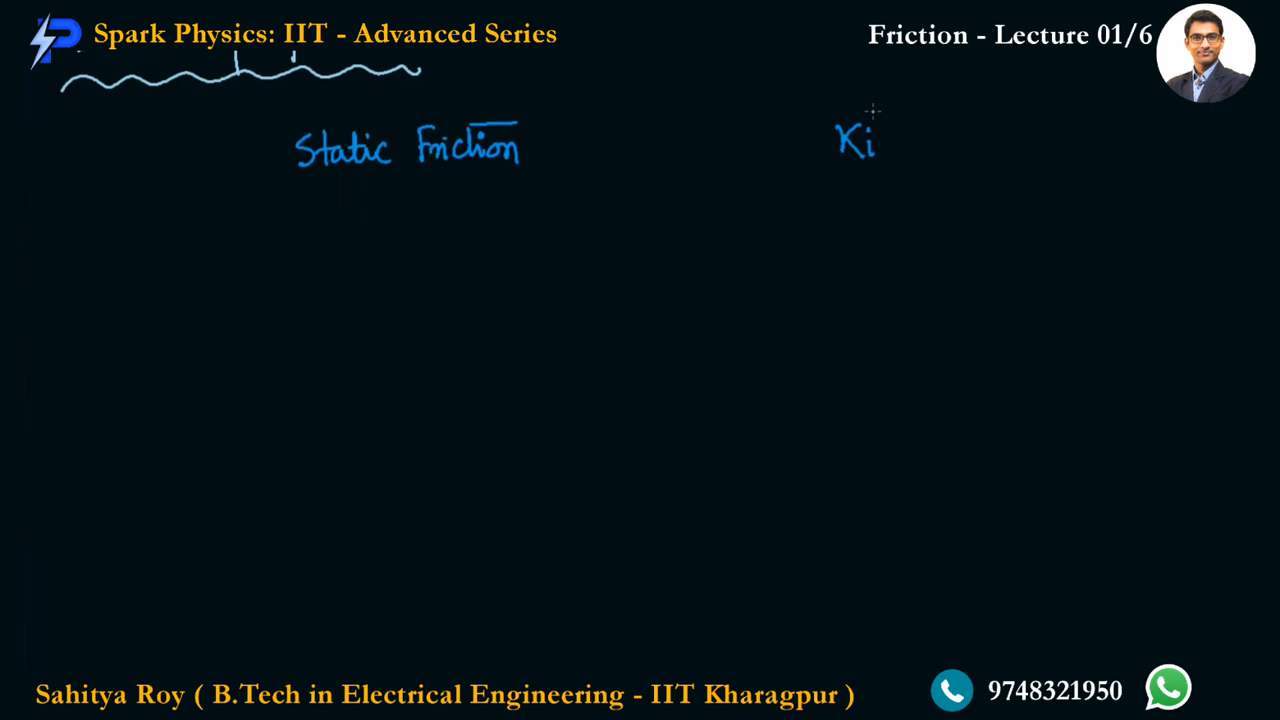 Spark Physics: IIT - Advanced Series
Friction - Lecture 01/6
Static Friction
Ki
Sahitya Roy ( B.Tech in Electrical Engineering - IIT Kharagpur )
9748321950